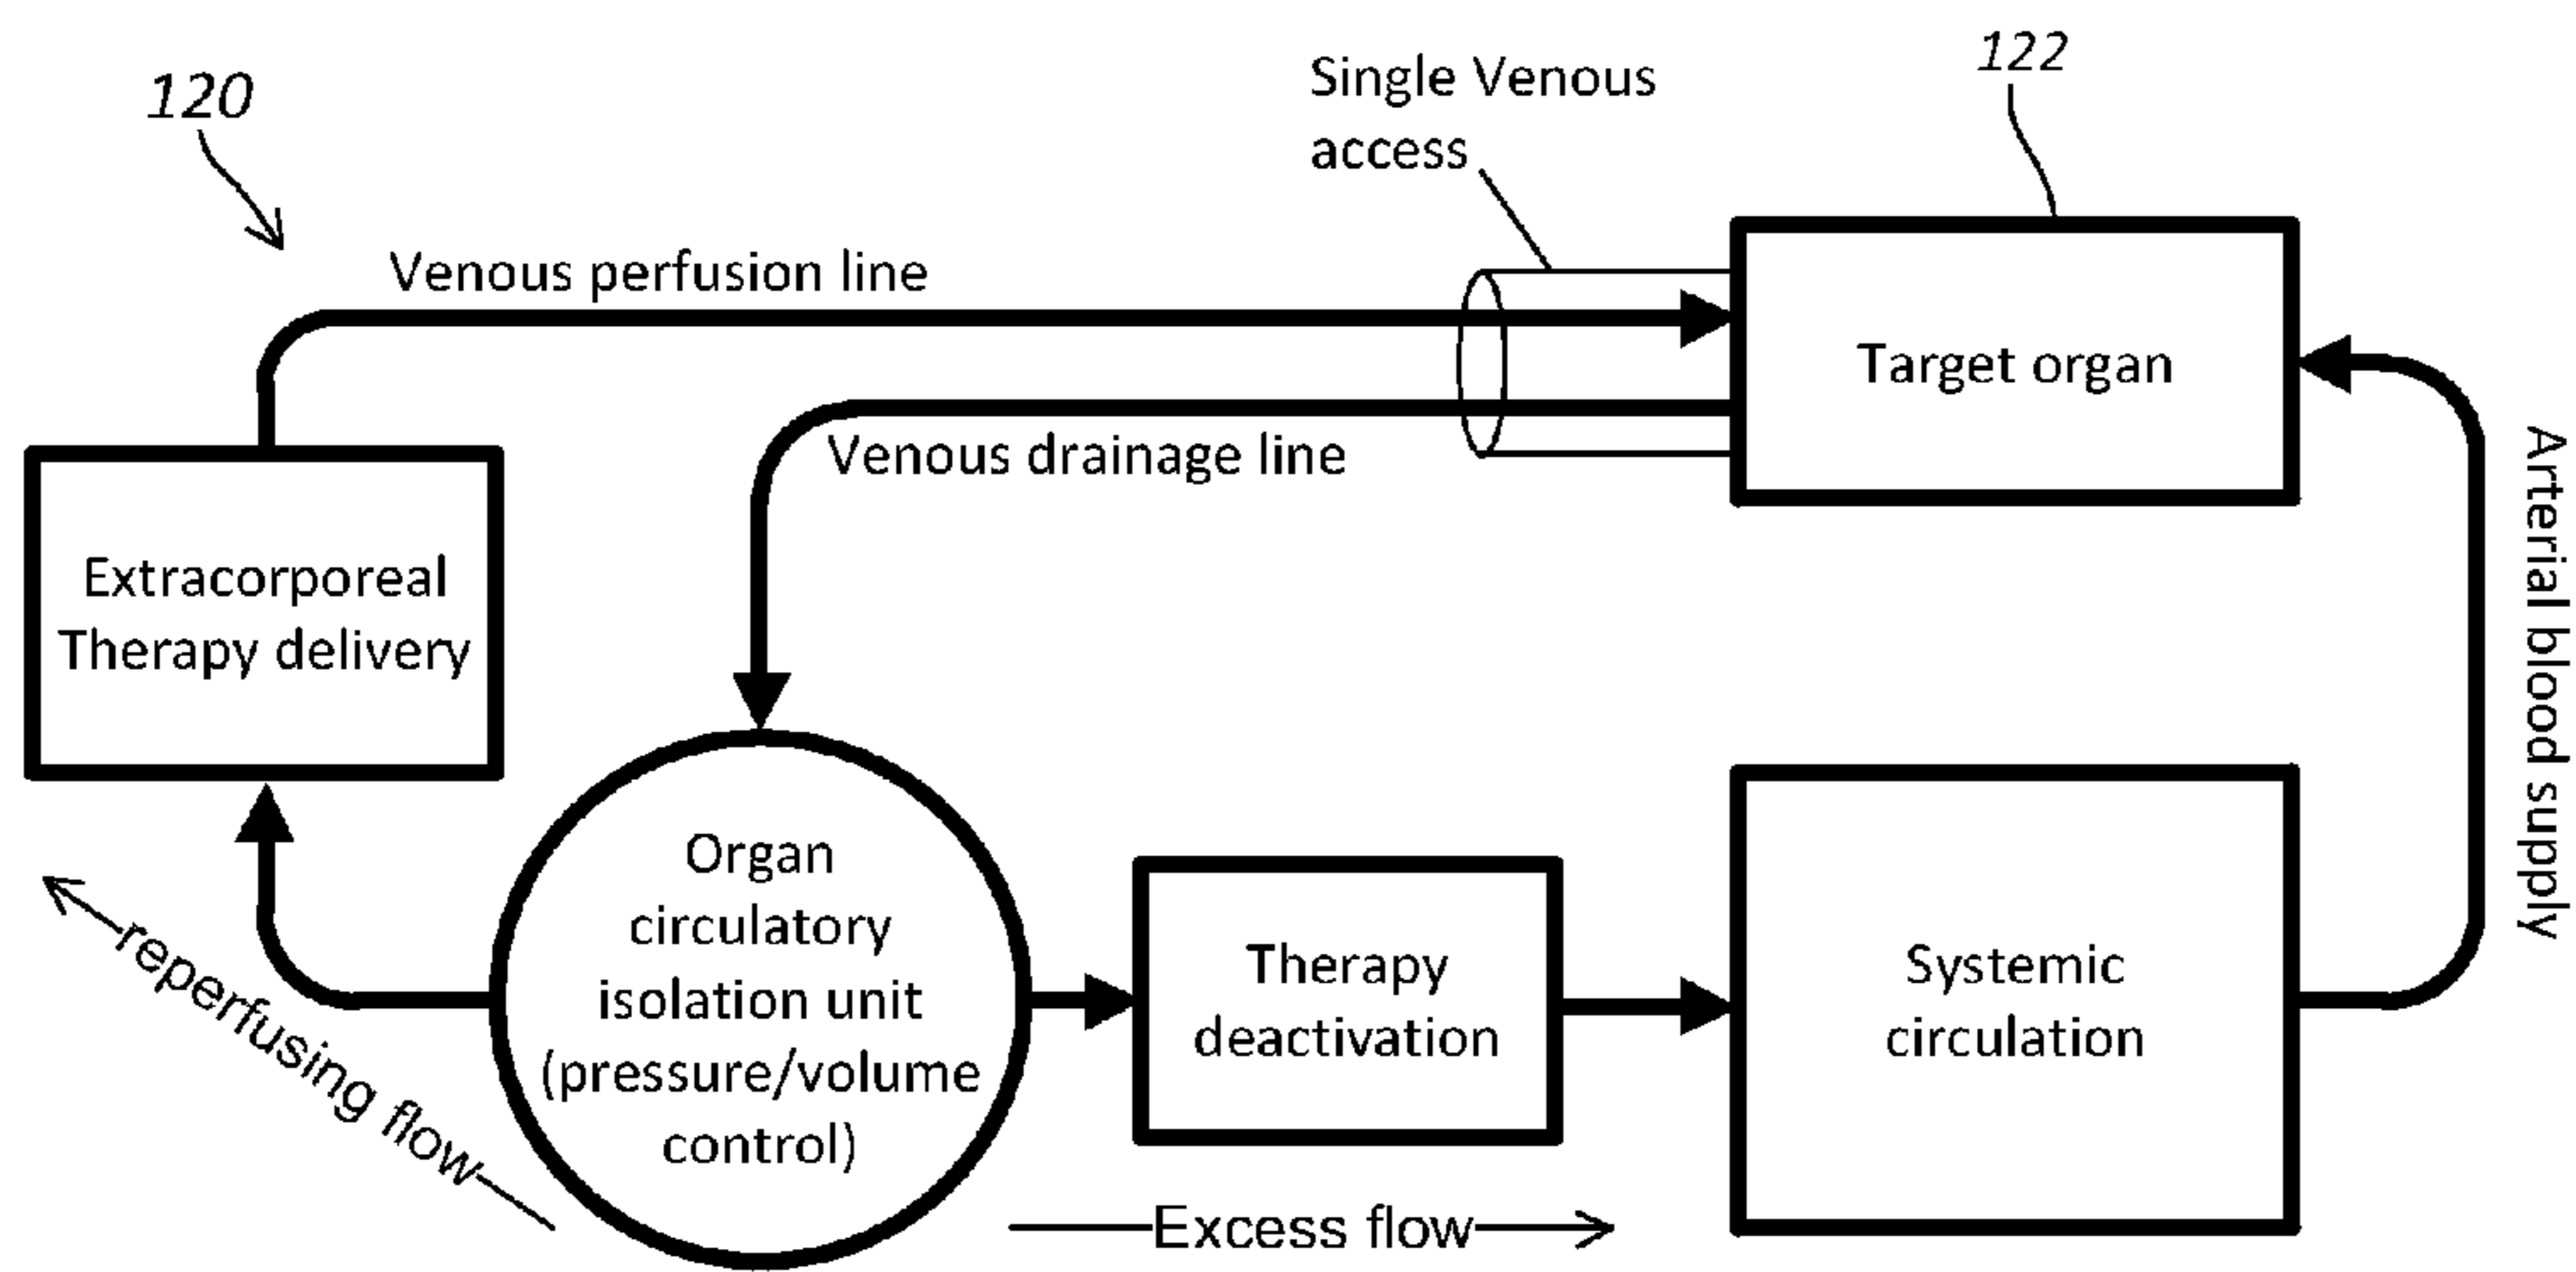 120
Single Venous
access
122
Venous perfusion line
Target organ
Venous drainage line
Arterial blood supply
Extracorporeal
Therapy delivery
Organ
circulatory
isolation unit
(pressure/volume
control)
reperfusing flow
Therapy
deactivation
Systemic
circulation
Excess flow